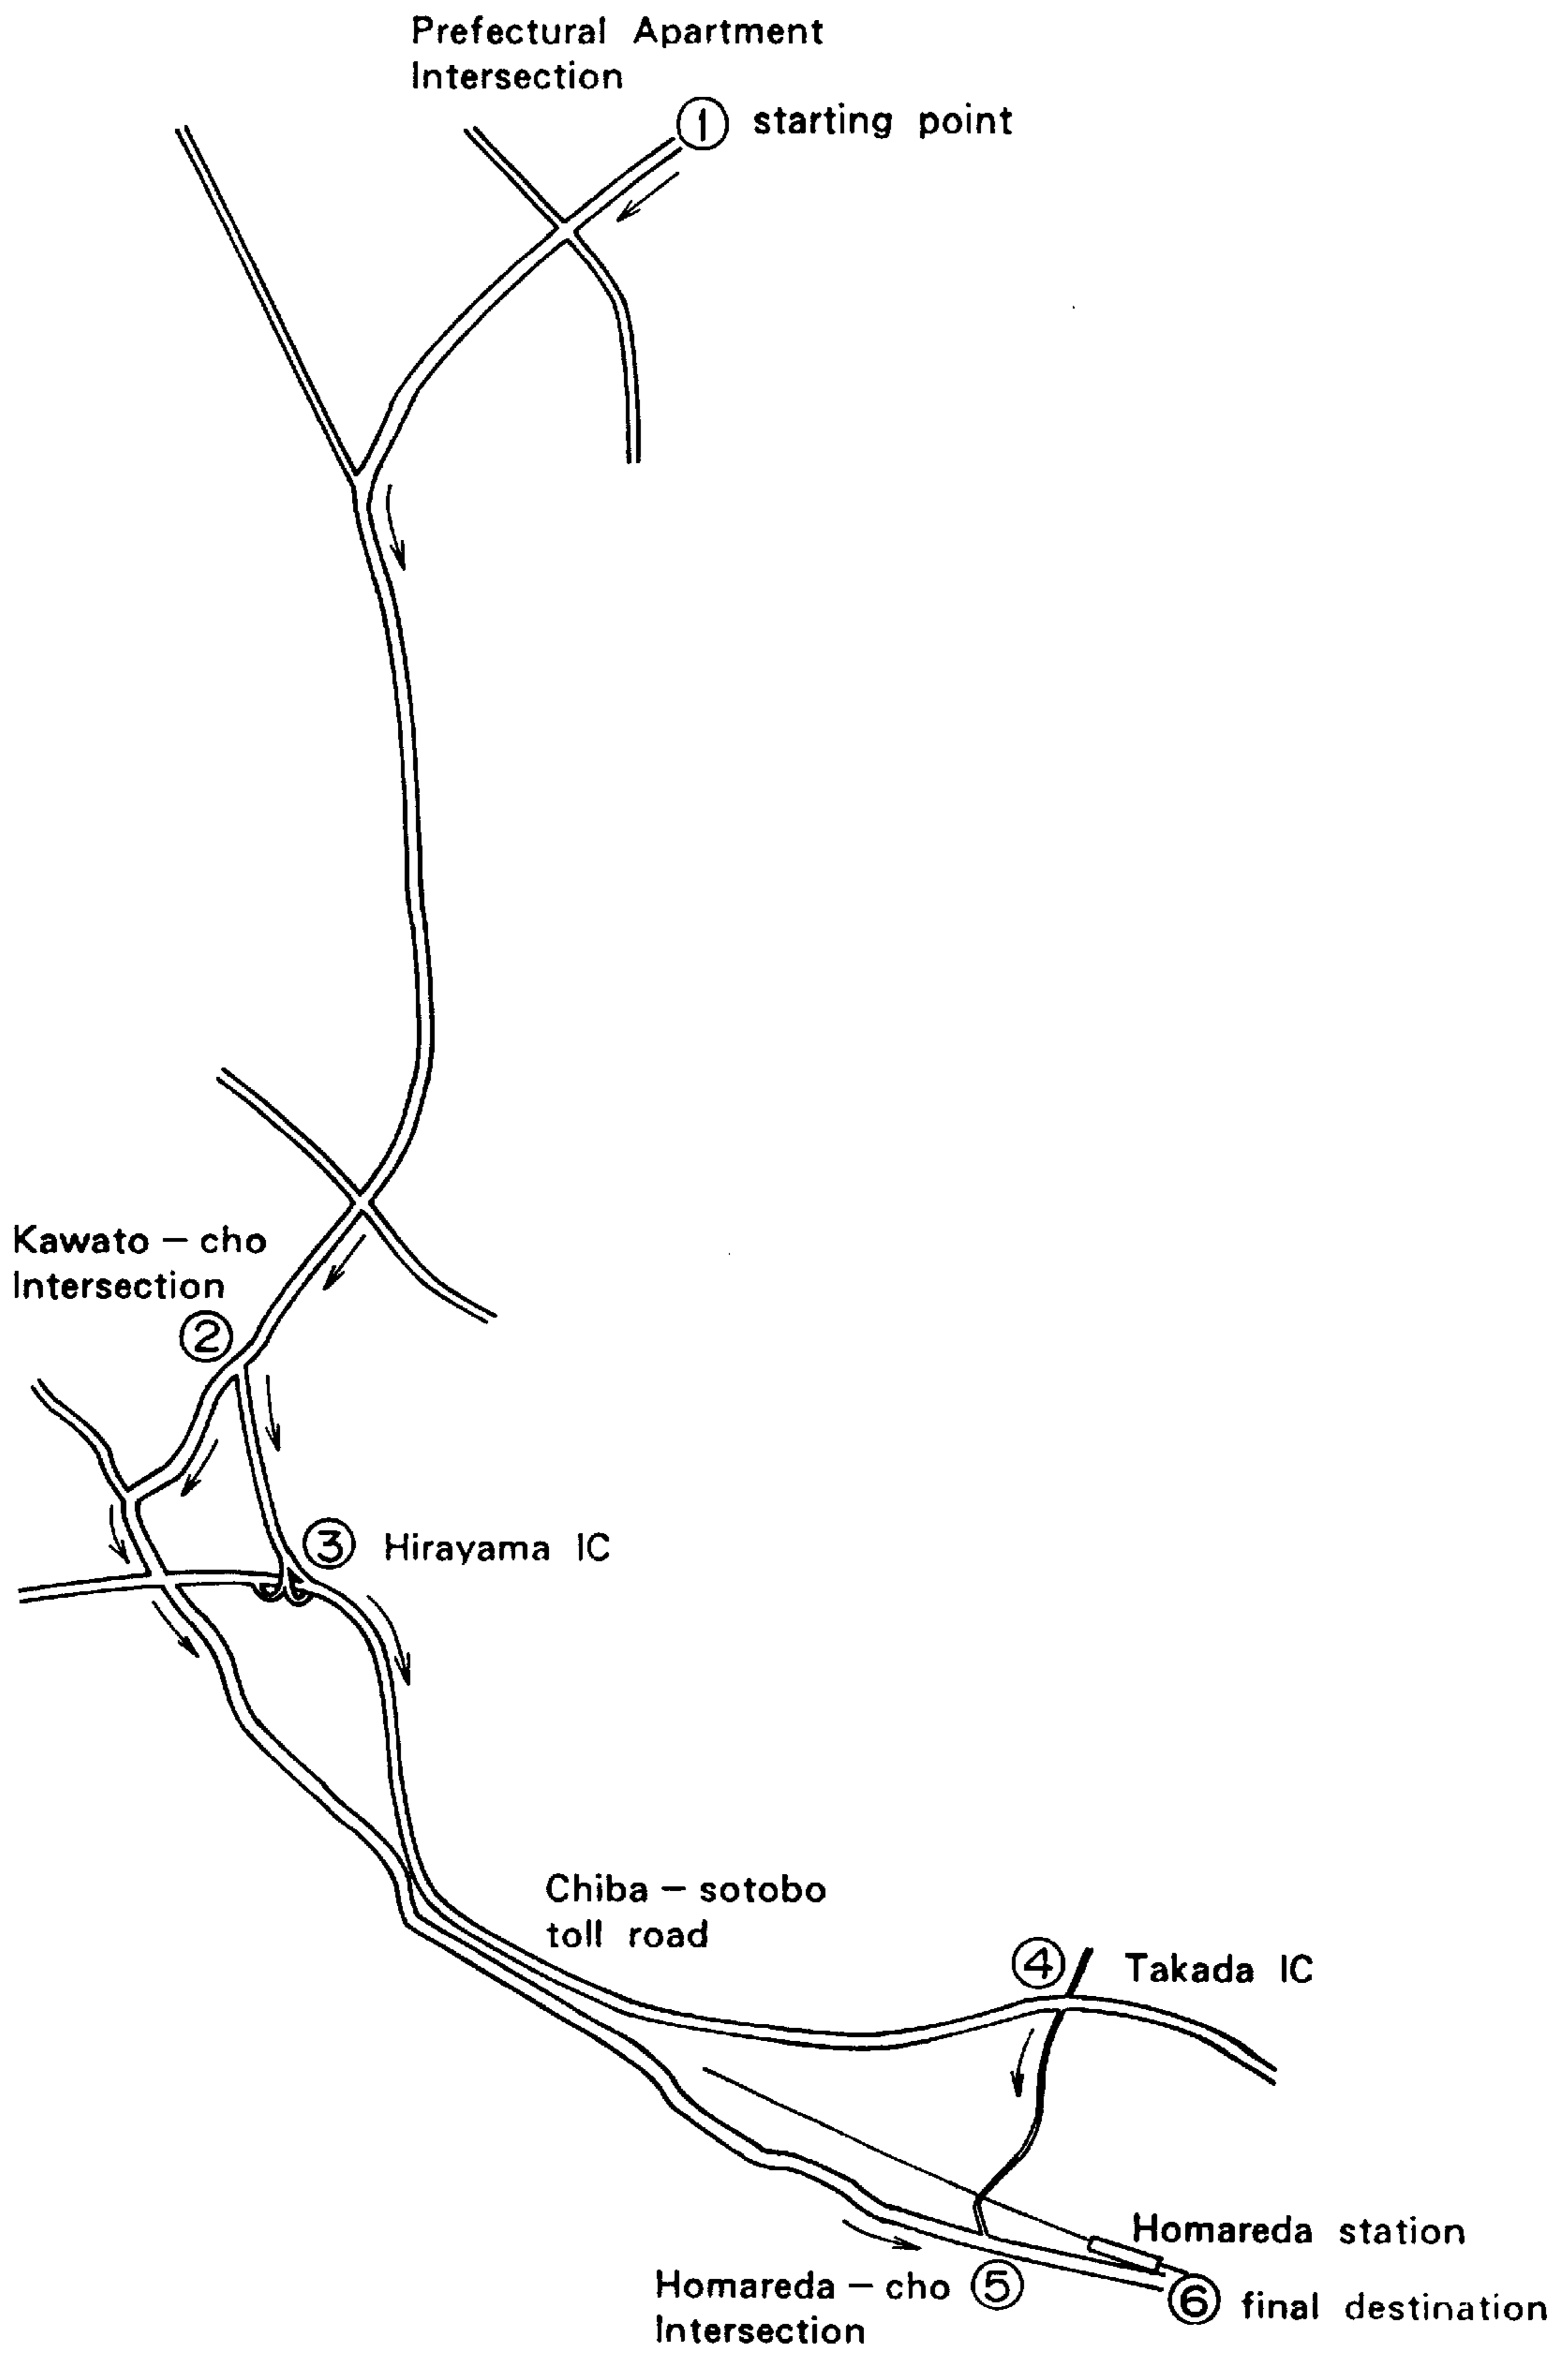 Prefectural Apartment
Intersection
① starting point
Kawato – cho
Intersection
②
③ Hirayama IC
Chiba – sotobo
toll road
④ Takada IC
Homareda station
Homareda – cho ⑤
Intersection
⑥ final destination